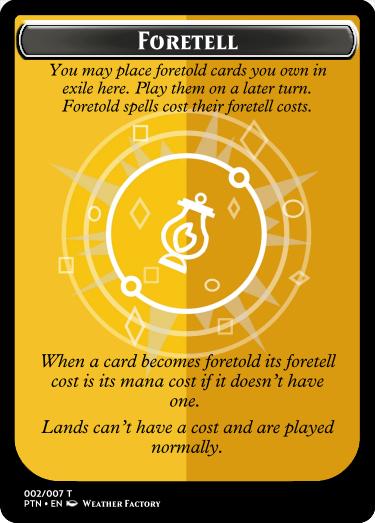 FORETELL
You may place foretold cards you own in
exile here. Play them on a later turn.
Foretold spells cost their foretell costs.
When a card becomes foretold its foretell
cost is its mana cost if it doesn't have
one.
Lands can't have a cost and are played
normally.
002/007 T
PTN • EN WEATHER FACTORY